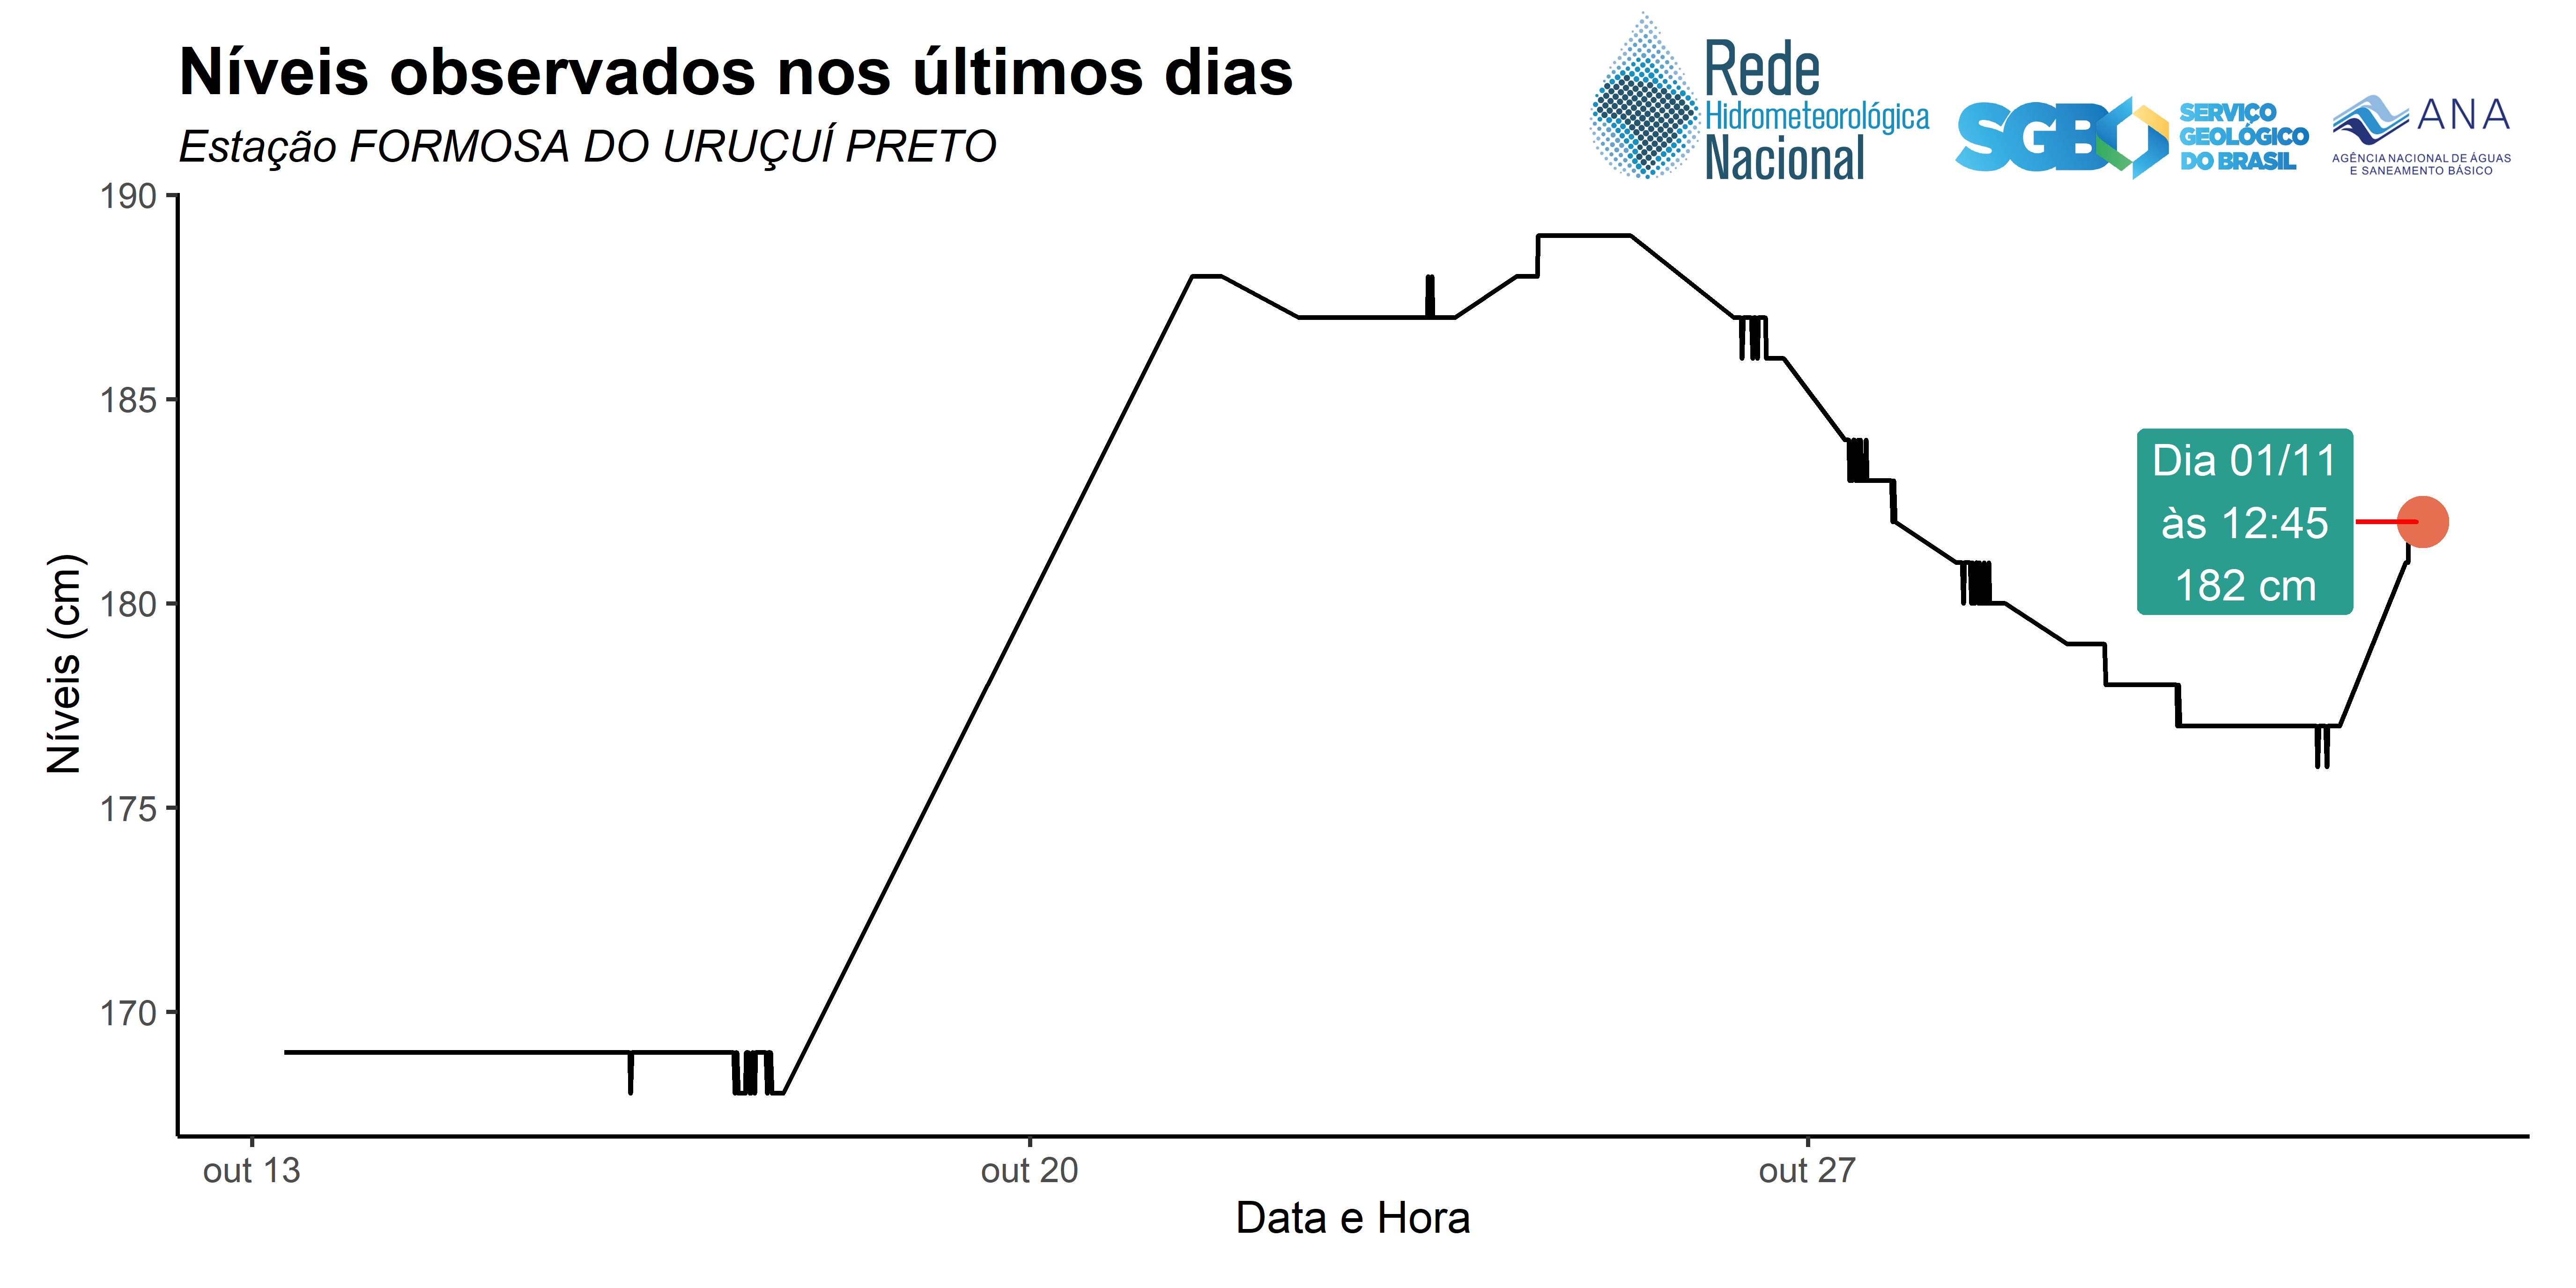 Níveis observados nos últimos dias
Estação FORMOSA DO URUÇUÍ PRETO
Rede
Hidrometeorológica
Nacional
SGB
SERVIÇO
GEOLÓGICO
DO BRASIL
ANA
AGÊNCIA NACIONAL DE ÁGUAS
E SANEAMENTO BÁSICO
190
185
180
175
170
Níveis (cm)
Dia 01/11
às 12:45
182 cm
out 13
out 20
out 27
Data e Hora